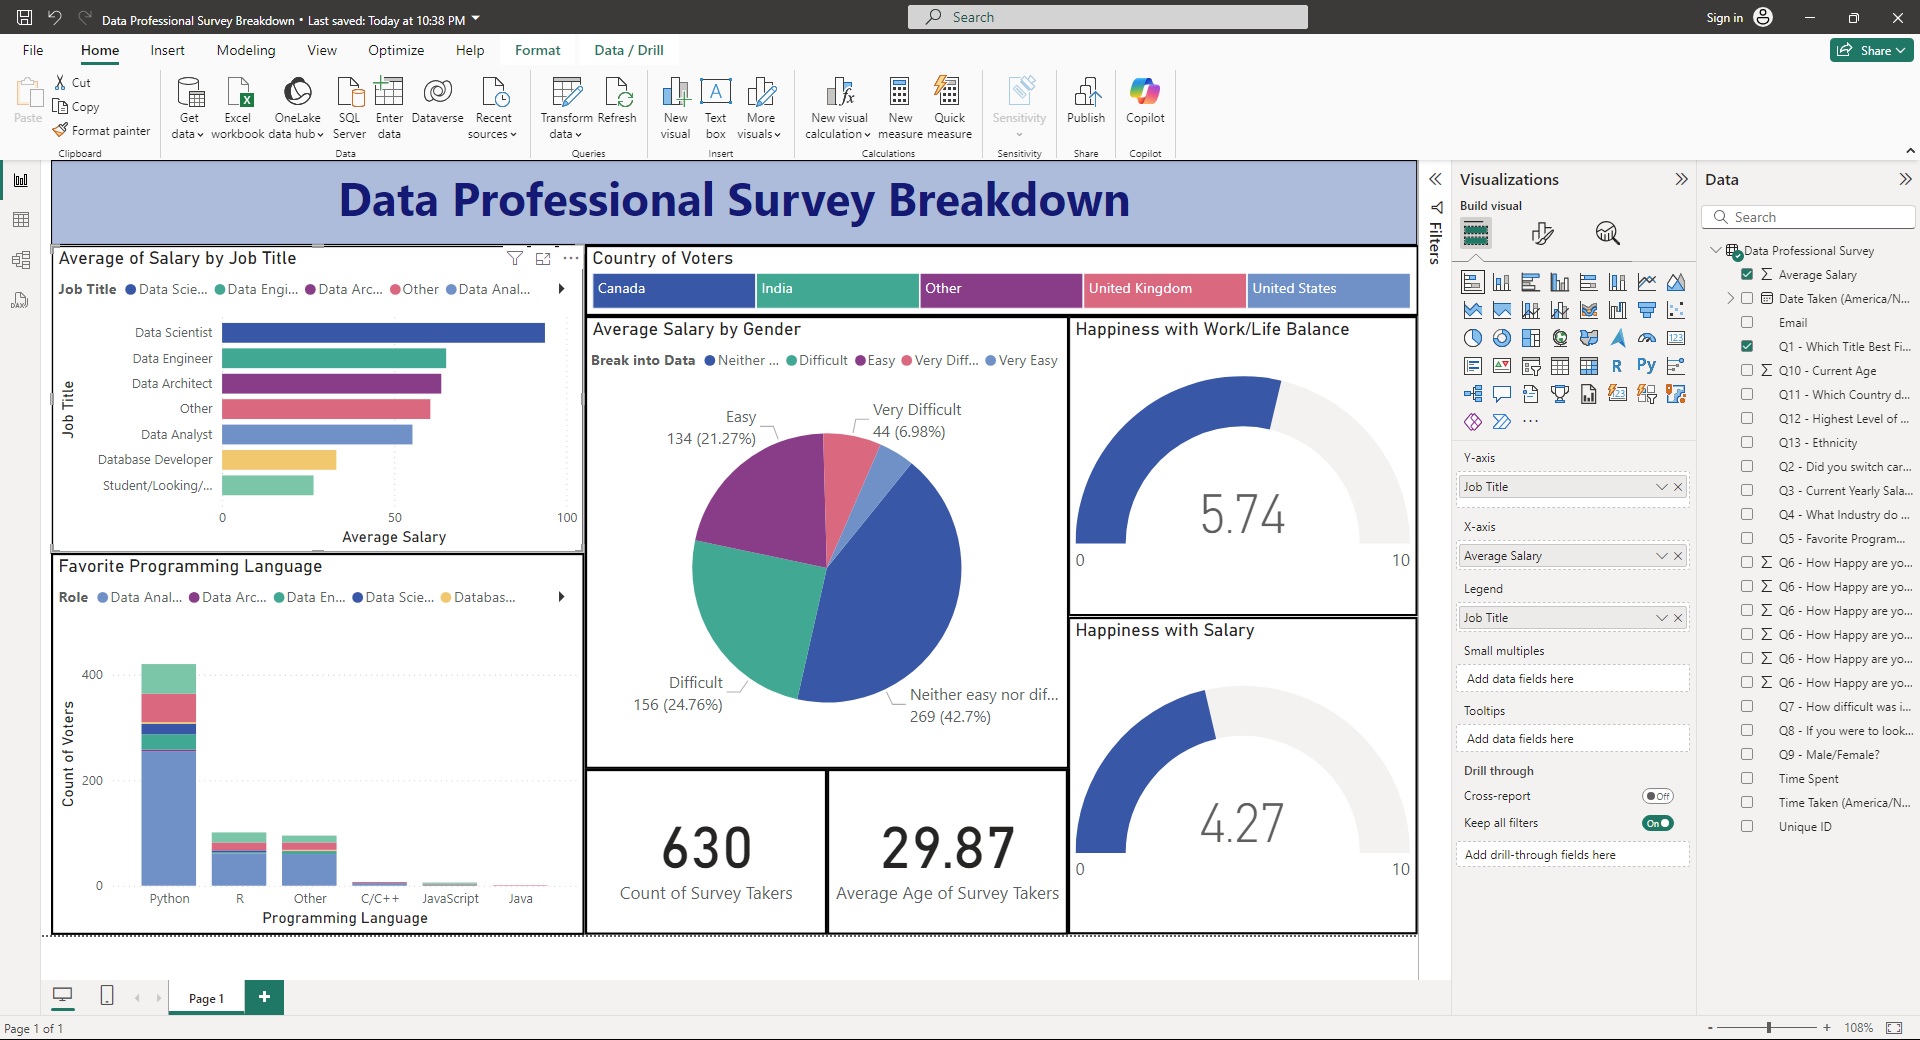 Data Professional Survey Breakdown • Last saved: Today at 10:38 PM
Search
Sign in
File
Home
Insert
Modeling
View
Optimize
Help
Format
Data / Drill
Share
Paste
Cut
Copy
Format painter
Clipboard
Get data
Excel workbook
OneLake data hub
SQL Server
Enter data
Dataverse
Recent sources
Data
Transform data
Refresh
Queries
New visual
Text box
More visuals
Insert
New visual calculation
New measure
Quick measure
Calculations
Sensitivity
Sensitivity
Publish
Share
Copilot
Copilot
Data Professional Survey Breakdown
Average of Salary by Job Title
Job Title Data Scie... Data Engi... Data Arc... Other Data Anal...
Job Title
Data Scientist
Data Engineer
Data Architect
Other
Data Analyst
Database Developer
Student/Looking/...
0 50 100
Average Salary
Favorite Programming Language
Role Data Anal... Data Arc... Data En... Data Scie... Databas...
Count of Voters
400
200
0
Python R Other C/C++ JavaScript Java
Programming Language
Country of Voters
Canada India Other United Kingdom United States
Average Salary by Gender
Break into Data Neither ... Difficult Easy Very Diff... Very Easy
Easy
134 (21.27%)
Very Difficult
44 (6.98%)
Difficult
156 (24.76%)
Neither easy nor dif...
269 (42.7%)
630
Count of Survey Takers
29.87
Average Age of Survey Takers
Happiness with Work/Life Balance
5.74
0 10
Happiness with Salary
4.27
0 10
Filters
Visualizations
Build visual
Y-axis
Job Title
X-axis
Average Salary
Legend
Job Title
Small multiples
Add data fields here
Tooltips
Add data fields here
Drill through
Cross-report
Off
Keep all filters
On
Add drill-through fields here
Data
Search
Data Professional Survey
Average Salary
Date Taken (America/N...
Email
Q1 - Which Title Best Fi...
Q10 - Current Age
Q11 - Which Country d...
Q12 - Highest Level of ...
Q13 - Ethnicity
Q2 - Did you switch car...
Q3 - Current Yearly Sala...
Q4 - What Industry do ...
Q5 - Favorite Program...
Q6 - How Happy are yo...
Q6 - How Happy are yo...
Q6 - How Happy are yo...
Q6 - How Happy are yo...
Q6 - How Happy are yo...
Q6 - How Happy are yo...
Q7 - How difficult was i...
Q8 - If you were to look...
Q9 - Male/Female?
Time Spent
Time Taken (America/N...
Unique ID
Page 1
Page 1 of 1
108%